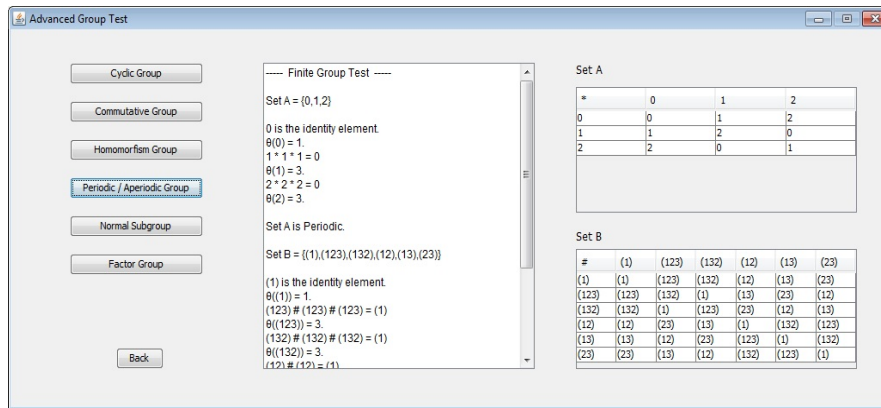 Advanced Group Test
Cyclic Group
Commutative Group
Homomorfism Group
Periodic / Aperiodic Group
Normal Subgroup
Factor Group
Back
----- Finite Group Test -----
Set A = {0,1,2}
0 is the identity element.
θ(0) = 1.
1 * 1 * 1 = 0
θ(1) = 3.
2 * 2 * 2 = 0
θ(2) = 3.
Set A is Periodic.
Set B = {(1),(123),(132),(12),(13),(23)}
(1) is the identity element.
θ((1)) = 1.
(123) # (123) # (123) = (1)
θ((123)) = 3.
(132) # (132) # (132) = (1)
θ((132)) = 3.
(12) # (12) = (1)
Set A
* 0 1 2
0 0 1 2
1 1 2 0
2 2 0 1
Set B
# (1) (123) (132) (12) (13) (23)
(1) (1) (123) (132) (12) (13) (23)
(123) (123) (132) (1) (13) (23) (12)
(132) (132) (1) (123) (23) (12) (13)
(12) (12) (23) (13) (1) (132) (123)
(13) (13) (12) (23) (123) (1) (132)
(23) (23) (13) (12) (132) (123) (1)